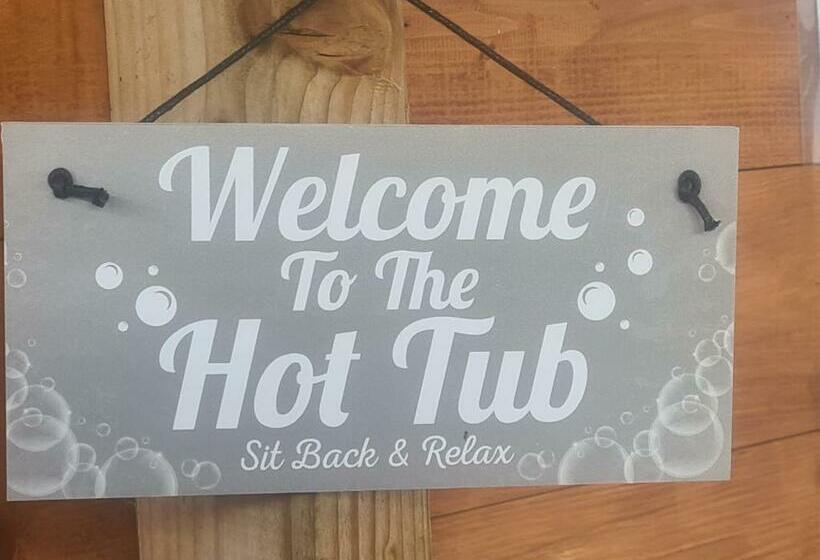 Welcome
To The
Hot Tub
Sit Back & Relax